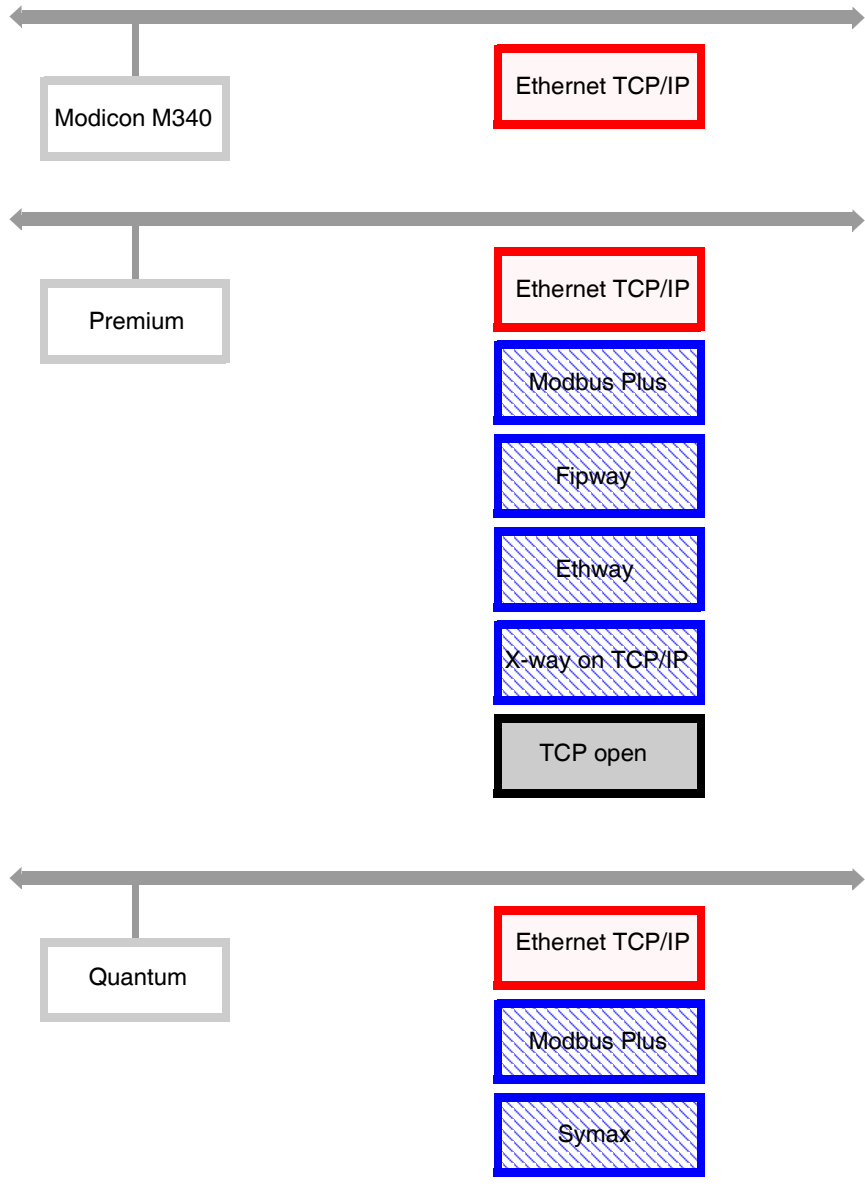 Ethernet TCP/IP
Modicon M340
Ethernet TCP/IP
Premium
Modbus Plus
Fipway
Ethway
X-way on TCP/IP
TCP open
Ethernet TCP/IP
Quantum
Modbus Plus
Symax